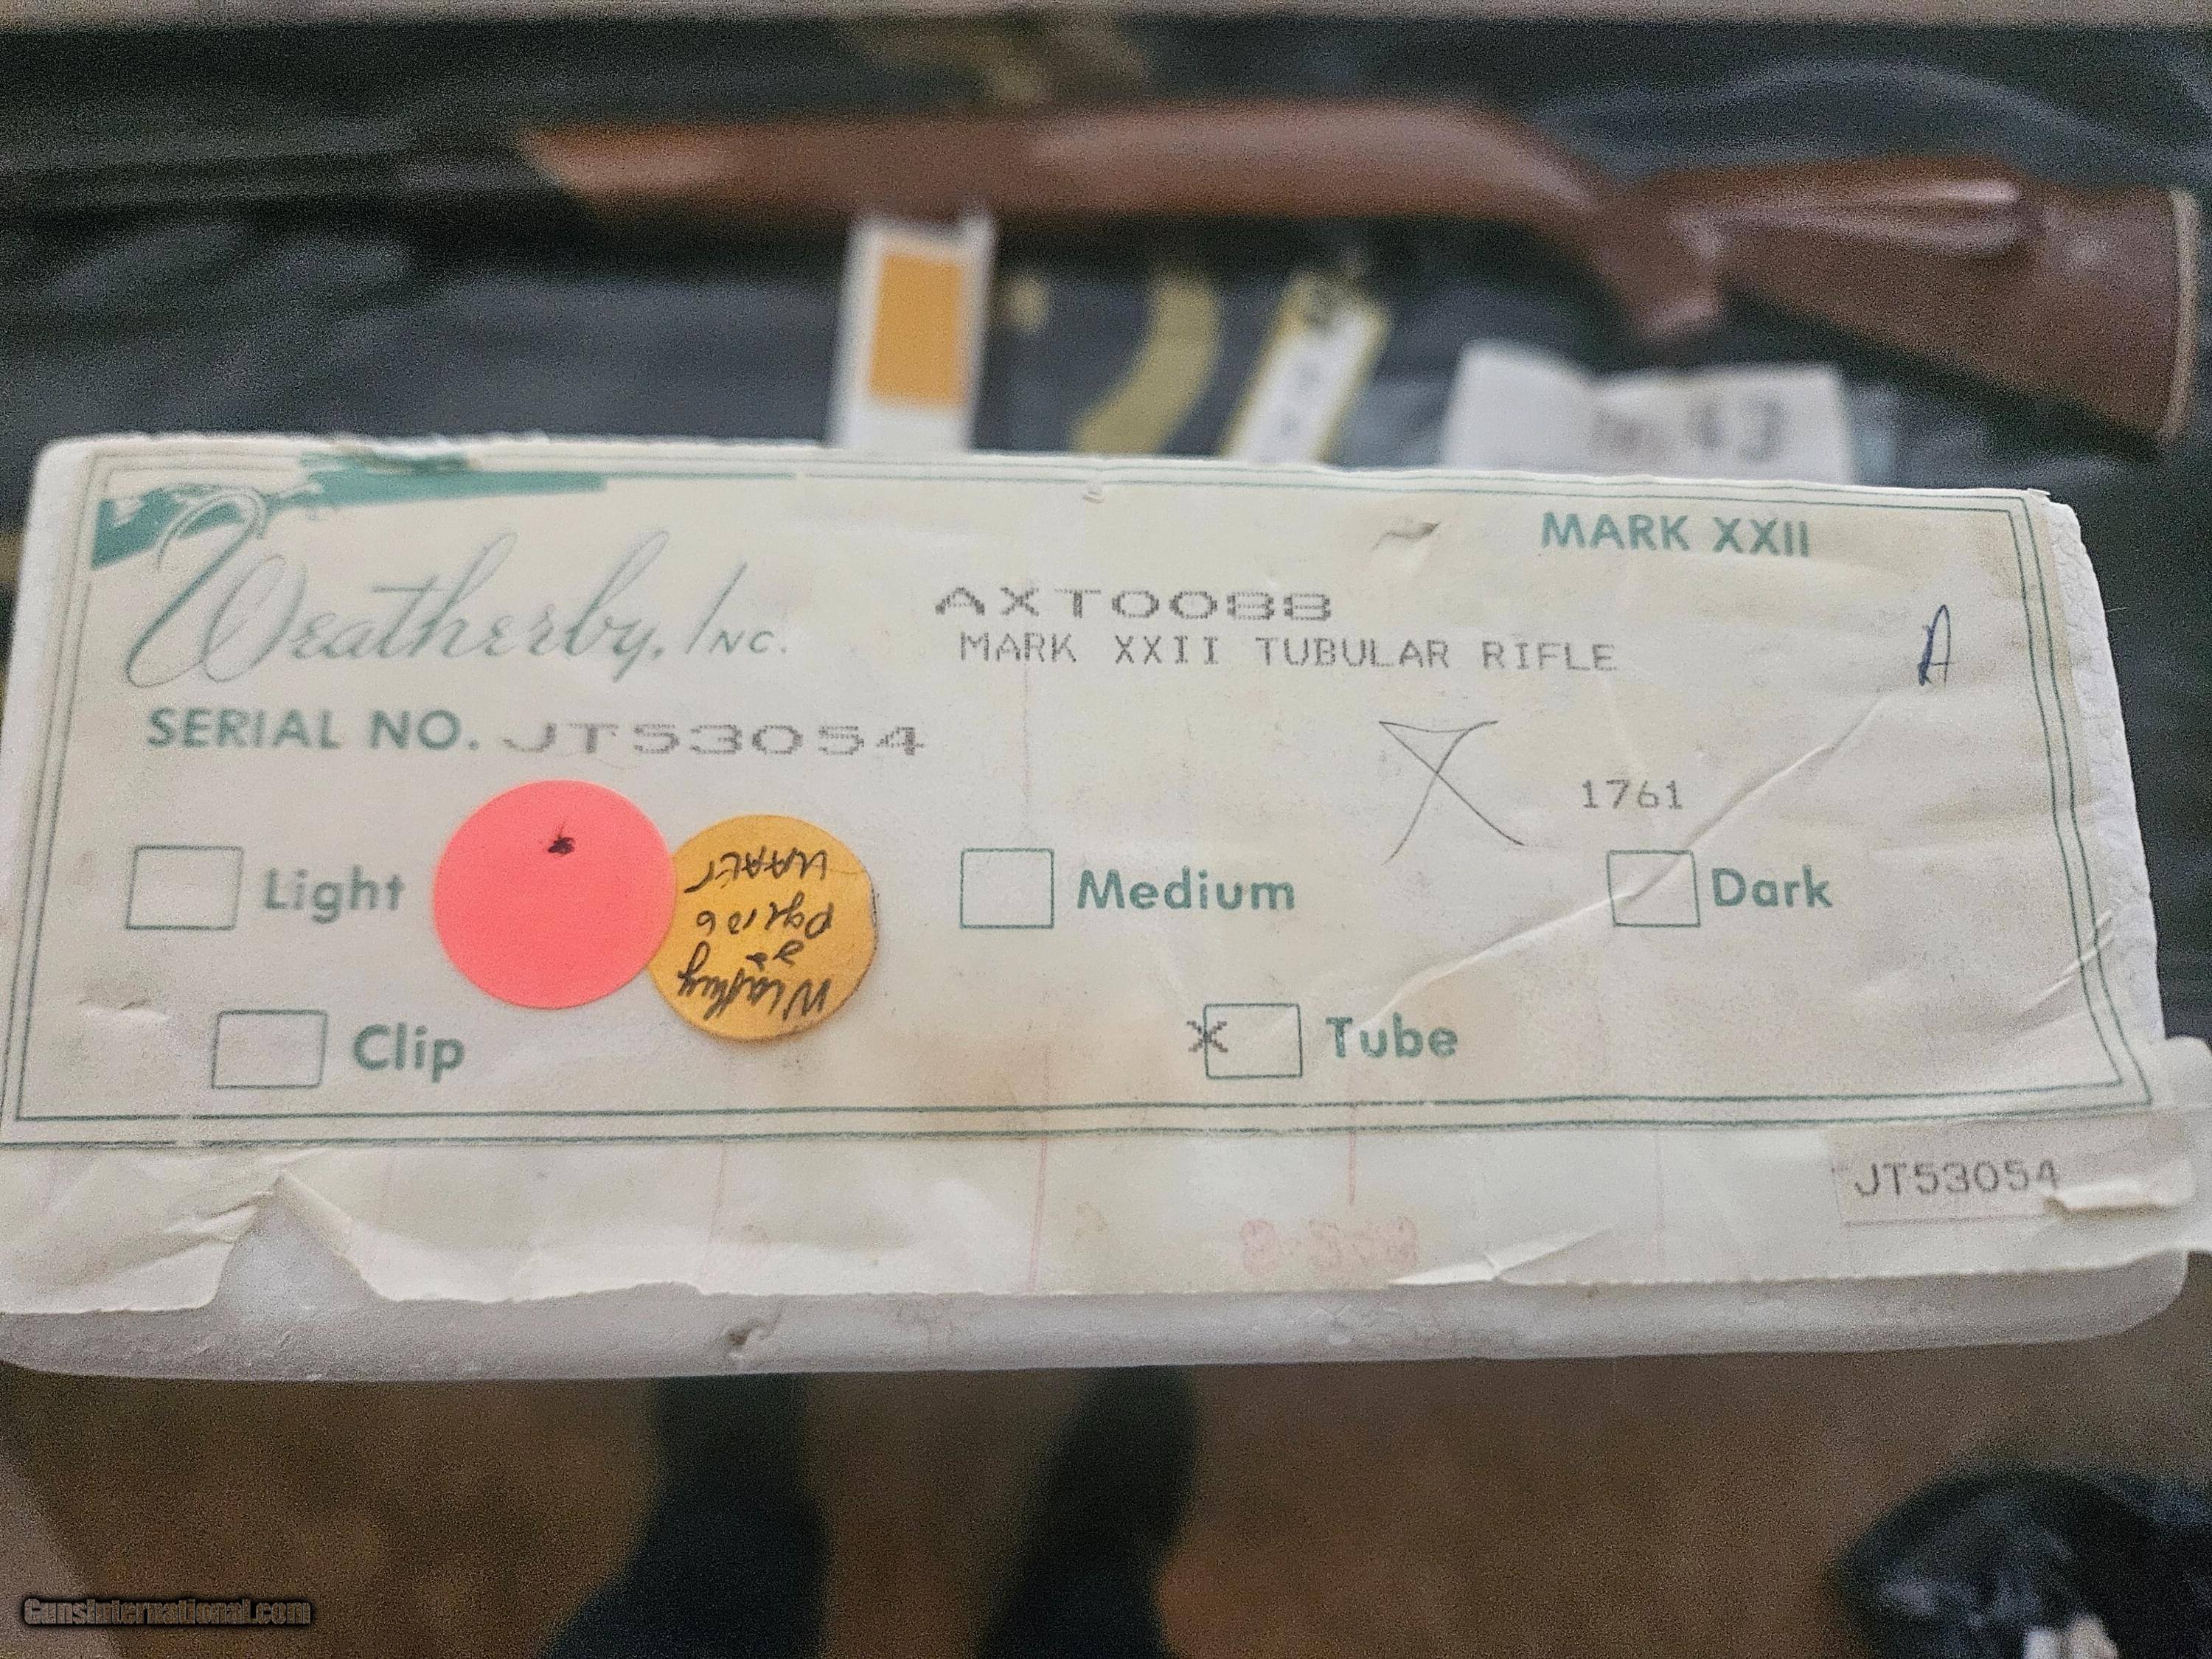 MARK XXII
Weatherby, Inc.
AXT0088
MARK XXII TUBULAR RIFLE
A
SERIAL NO. JT53054
1761
Light
Medium
Dark
Clip
X Tube
JT53054
GunsInternational.com